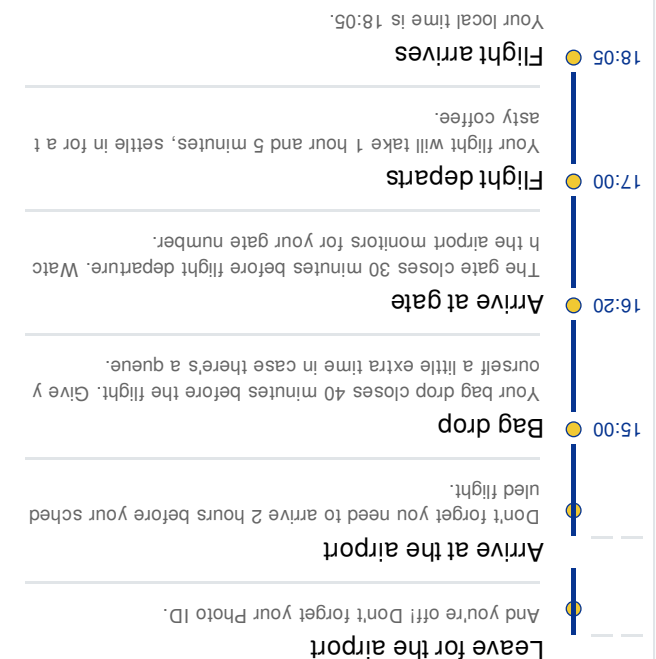 Leave for the airport
And you're off! Don't forget your Photo ID.
Arrive at the airport
Don't forget you need to arrive 2 hours before your sched
uled flight.
15:00
Bag drop
Your bag drop closes 40 minutes before the flight. Give y
ourself a little extra time in case there's a queue.
16:20
Arrive at gate
The gate closes 30 minutes before flight departure. Watc
h the airport monitors for your gate number.
17:00
Flight departs
Your flight will take 1 hour and 5 minutes, settle in for a t
asty coffee.
18:05
Flight arrives
Your local time is 18:05.